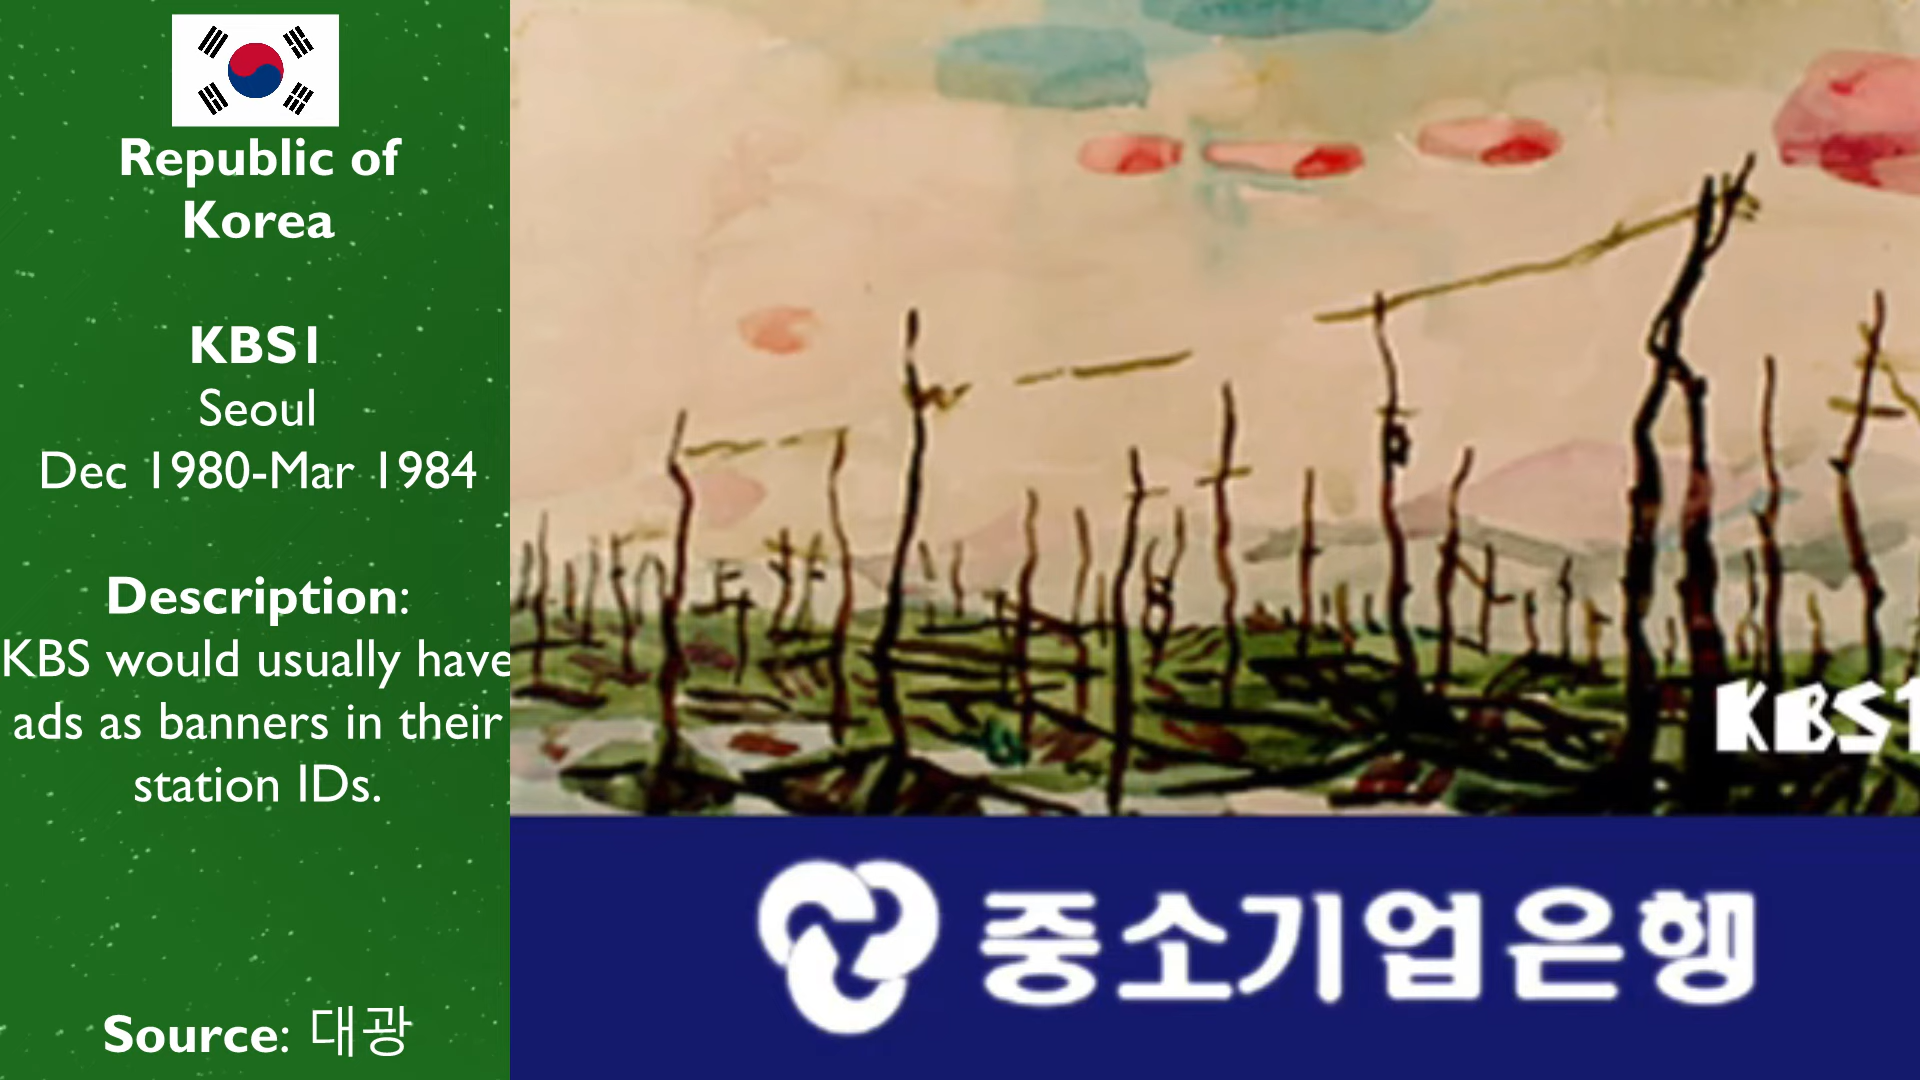 Republic of
Korea
KBS1
Seoul
Dec 1980-Mar 1984
Description:
KBS would usually have
ads as banners in their
station IDs.
Source: 대광
KBS1
중소기업은행